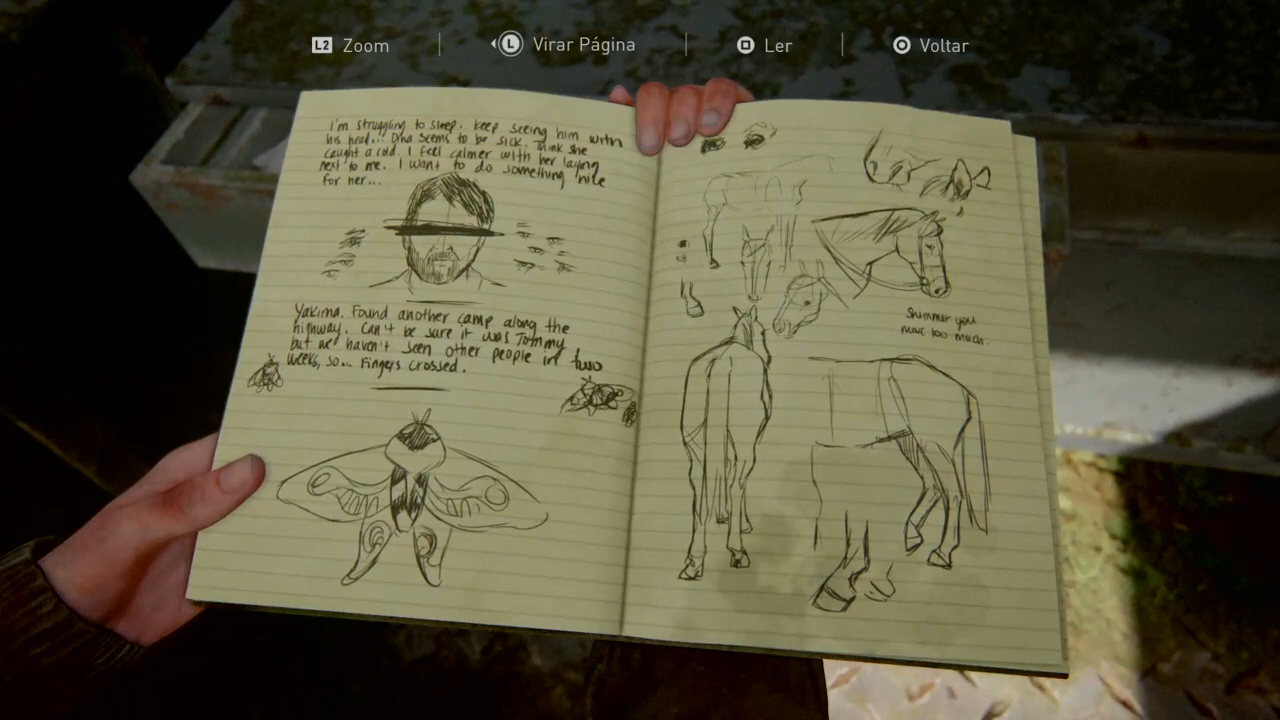 L2 Zoom
L Virar Página
Ler
Voltar
I'm struggling to sleep. Keep seeing him with
his head... Dina seems to be sick. Think she
caught a cold. I feel calmer with her laying
next to me. I want to do something nice
for her...
Yakima. Found another camp along the
highway. Can't be sure it was Tommy
but we haven't seen other people in two
weeks, so... Fingers crossed.
Shimmer you
move too much